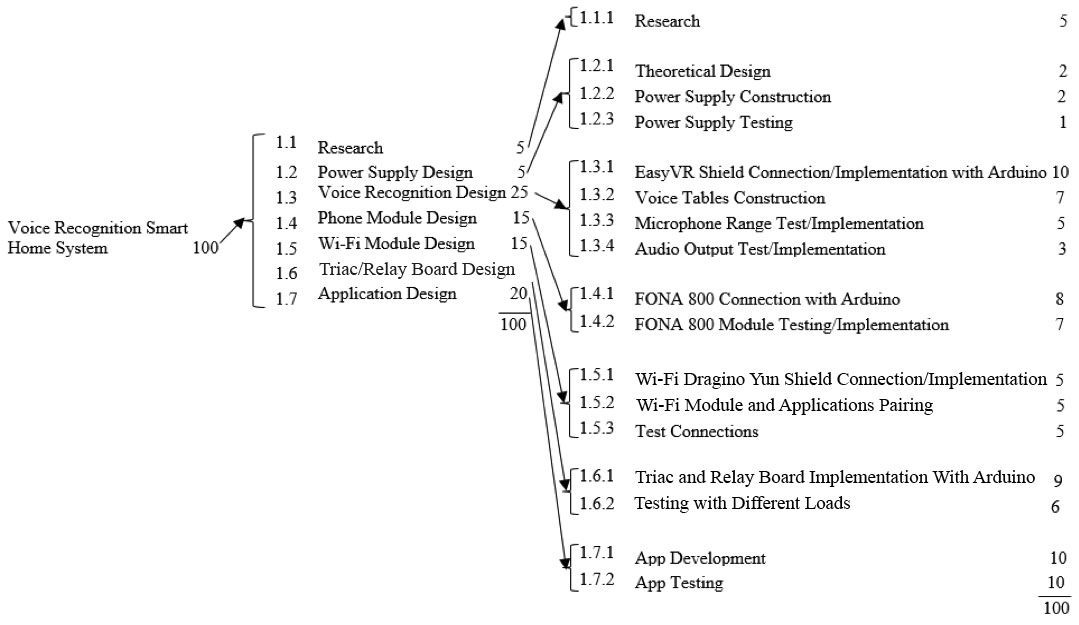 Voice Recognition Smart
Home System 100
1.1 Research 5
1.2 Power Supply Design 5
1.3 Voice Recognition Design 25
1.4 Phone Module Design 15
1.5 Wi-Fi Module Design 15
1.6 Triac/Relay Board Design
1.7 Application Design 20
100
1.1.1 Research 5
1.2.1 Theoretical Design 2
1.2.2 Power Supply Construction 2
1.2.3 Power Supply Testing 1
1.3.1 EasyVR Shield Connection/Implementation with Arduino 10
1.3.2 Voice Tables Construction 7
1.3.3 Microphone Range Test/Implementation 5
1.3.4 Audio Output Test/Implementation 3
1.4.1 FONA 800 Connection with Arduino 8
1.4.2 FONA 800 Module Testing/Implementation 7
1.5.1 Wi-Fi Dragino Yun Shield Connection/Implementation 5
1.5.2 Wi-Fi Module and Applications Pairing 5
1.5.3 Test Connections 5
1.6.1 Triac and Relay Board Implementation With Arduino 9
1.6.2 Testing with Different Loads 6
1.7.1 App Development 10
1.7.2 App Testing 10
100